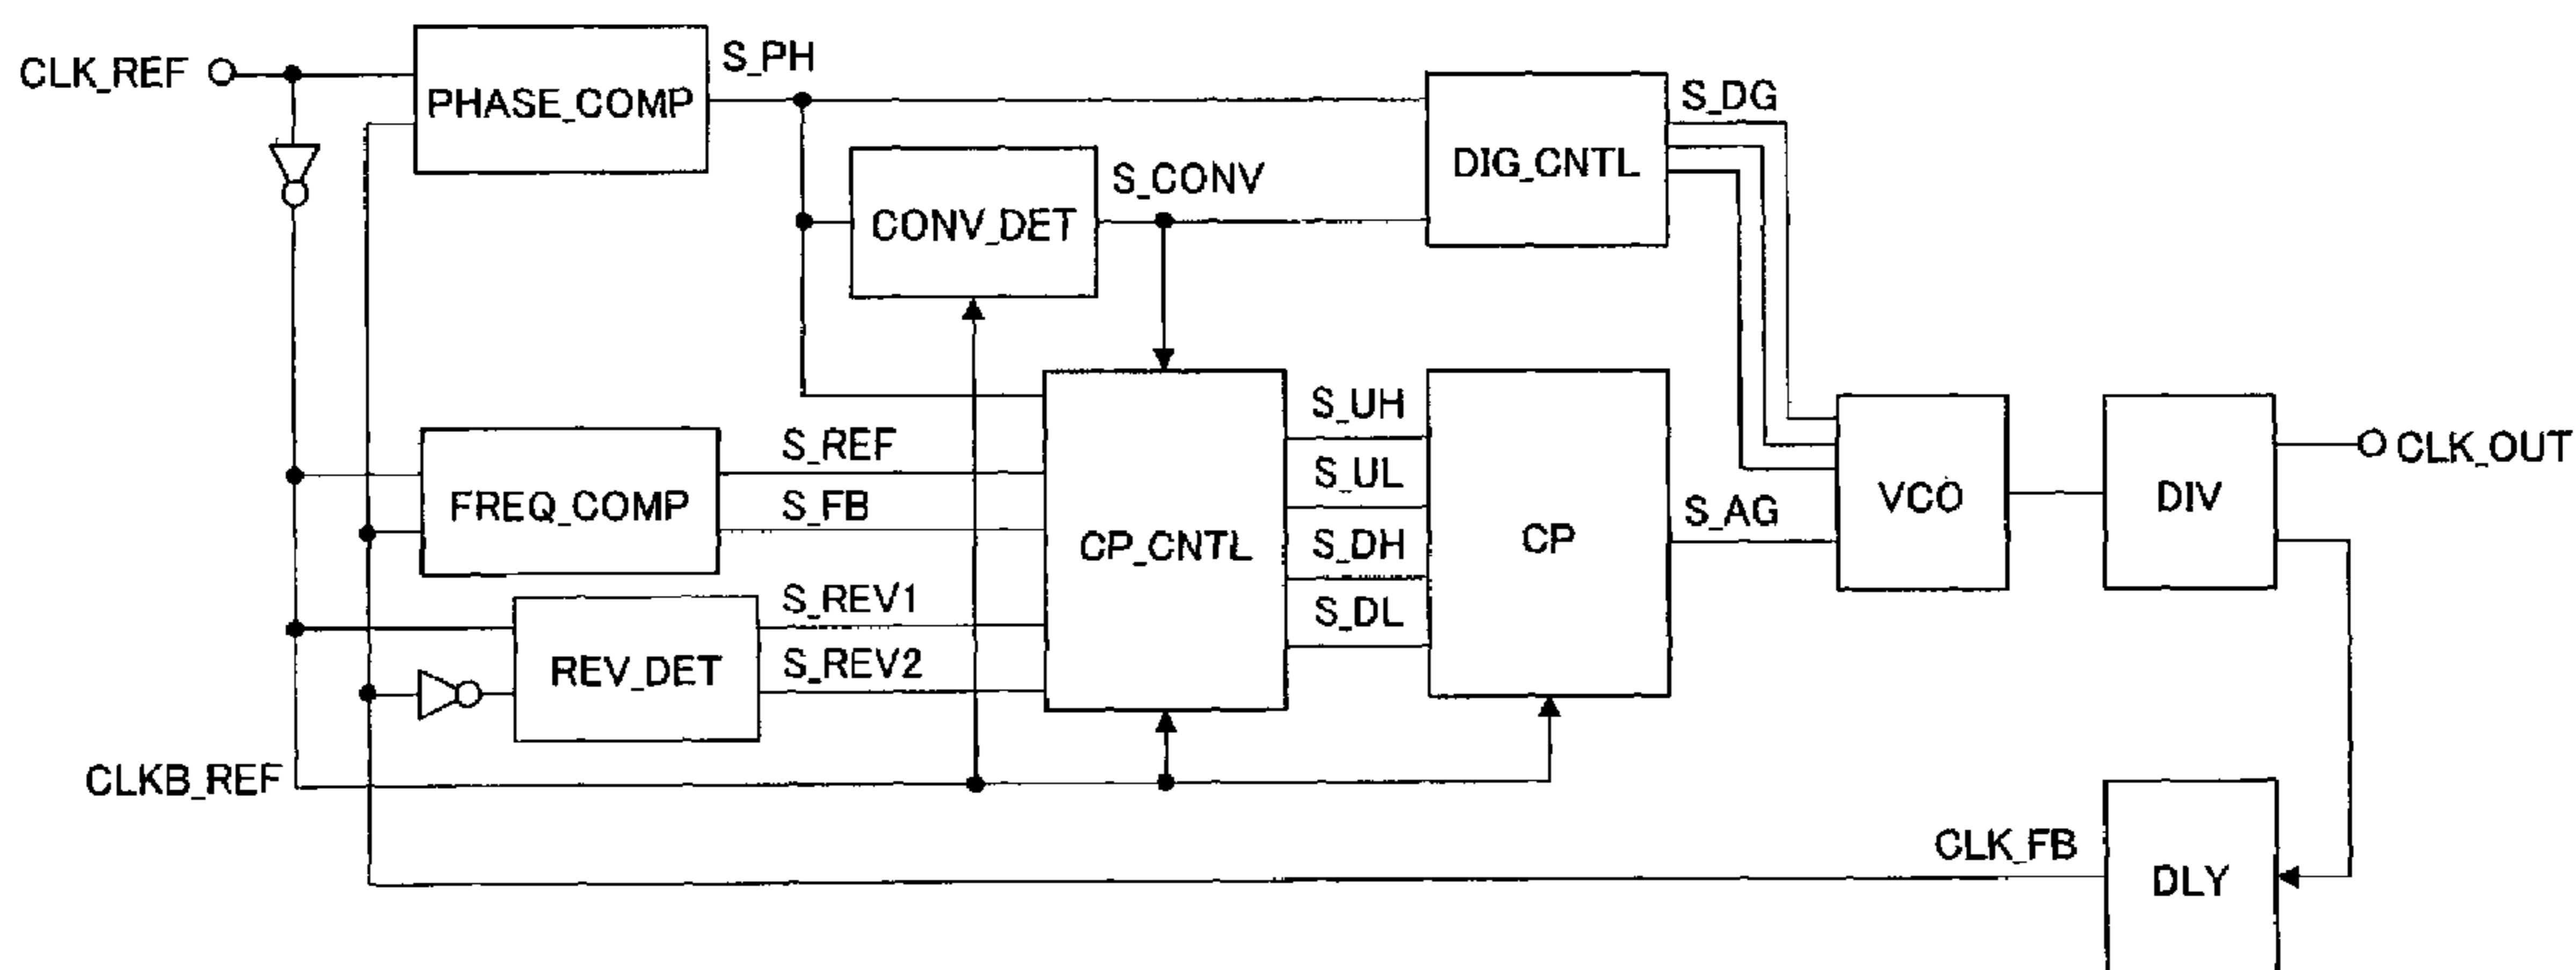 CLK_REF
PHASE_COMP
S_PH
S_DG
DIG_CNTL
S_CONV
CONV_DET
S_UH
S_REF
CLK_OUT
S_UL
VCO
DIV
FREQ_COMP
S_FB
S_AG
CP_CNTL
S_DH
CP
S_REV1
S_DL
REV_DET
S_REV2
CLKB_REF
CLK_FB
DLY